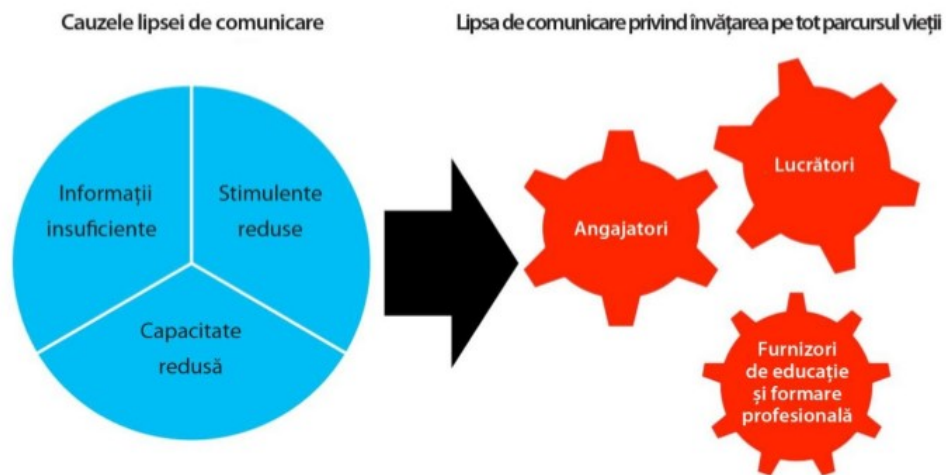 Cauzele lipsei de comunicare
Lipsa de comunicare privind învățarea pe tot parcursul vieții
Informații
insuficiente
Stimulente
reduse
Capacitate
redusă
Angajatori
Lucrători
Furnizori
de educație
și formare
profesională